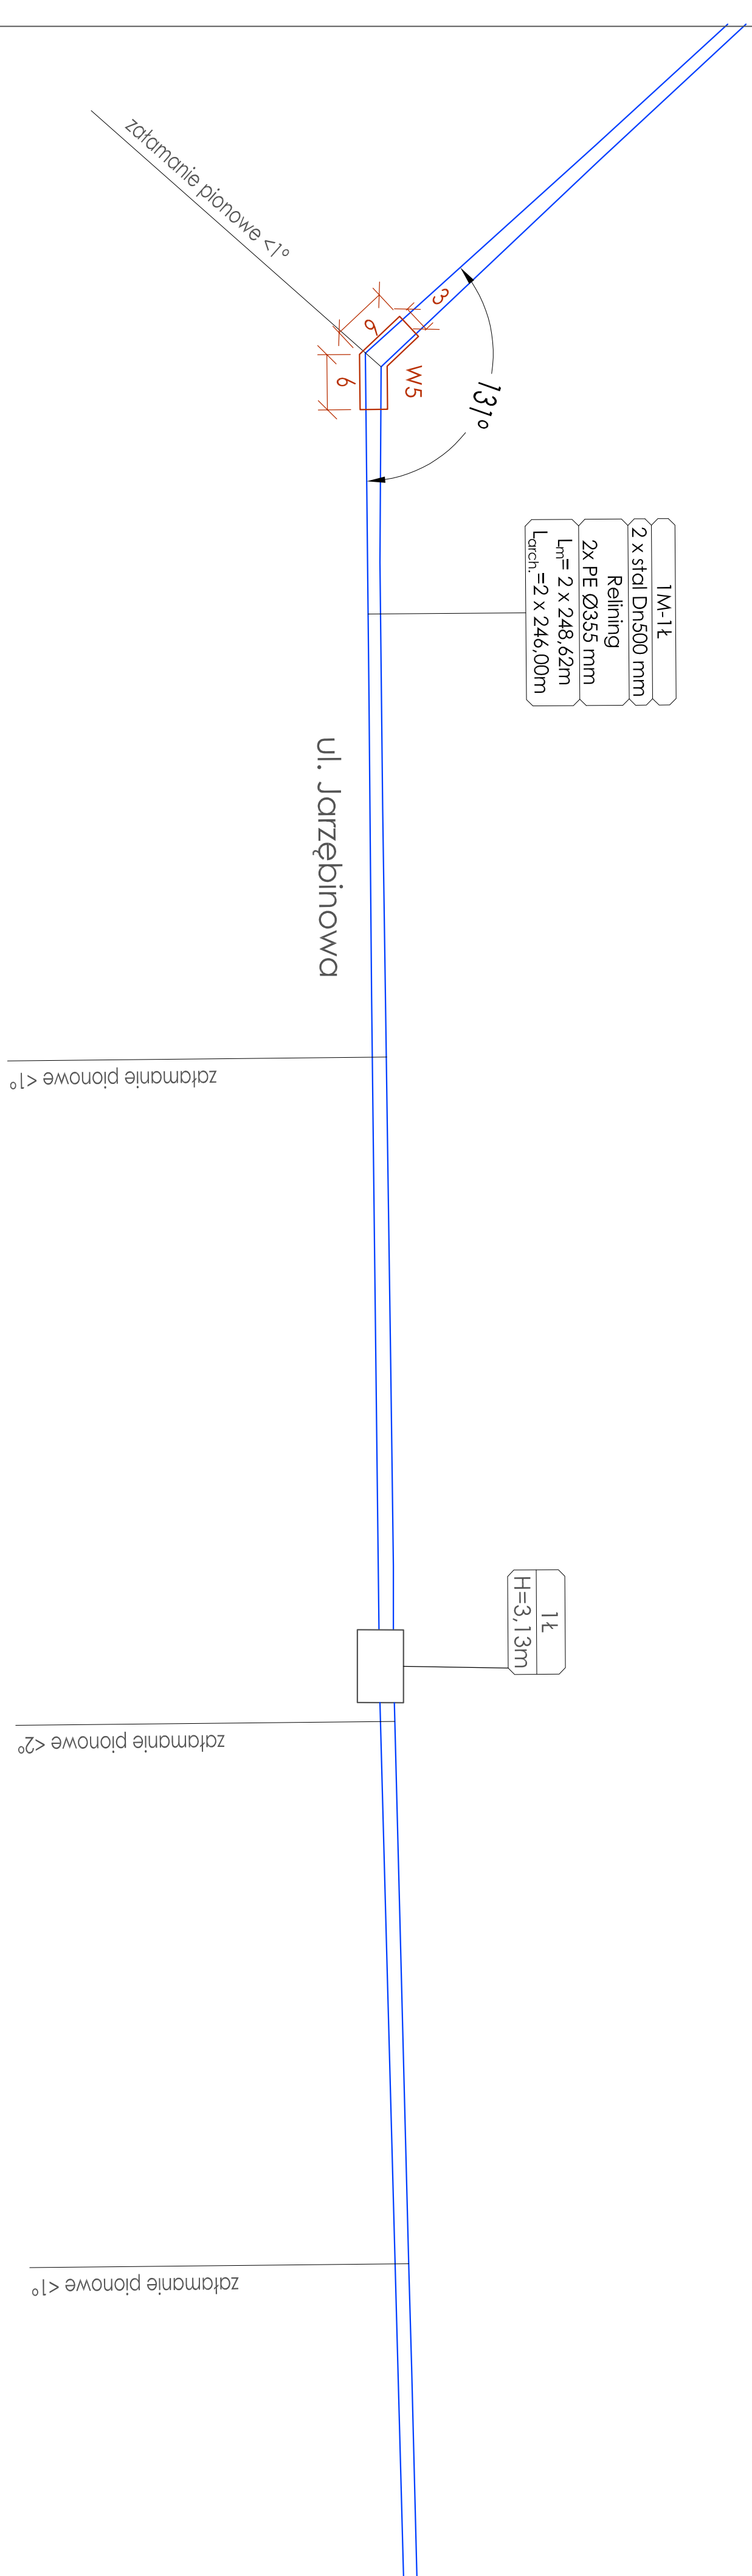 załamanie pionowe <1°
3
6
6
W5
131°
1M-1Ł
2 x stal Dn500 mm
Relining
2x PE Ø355 mm
Lm= 2 x 248,62m
Larch.=2 x 246,00m
ul. Jarzębinowa
załamanie pionowe <1°
1Ł
H=3,13m
załamanie pionowe <2°
załamanie pionowe <1°